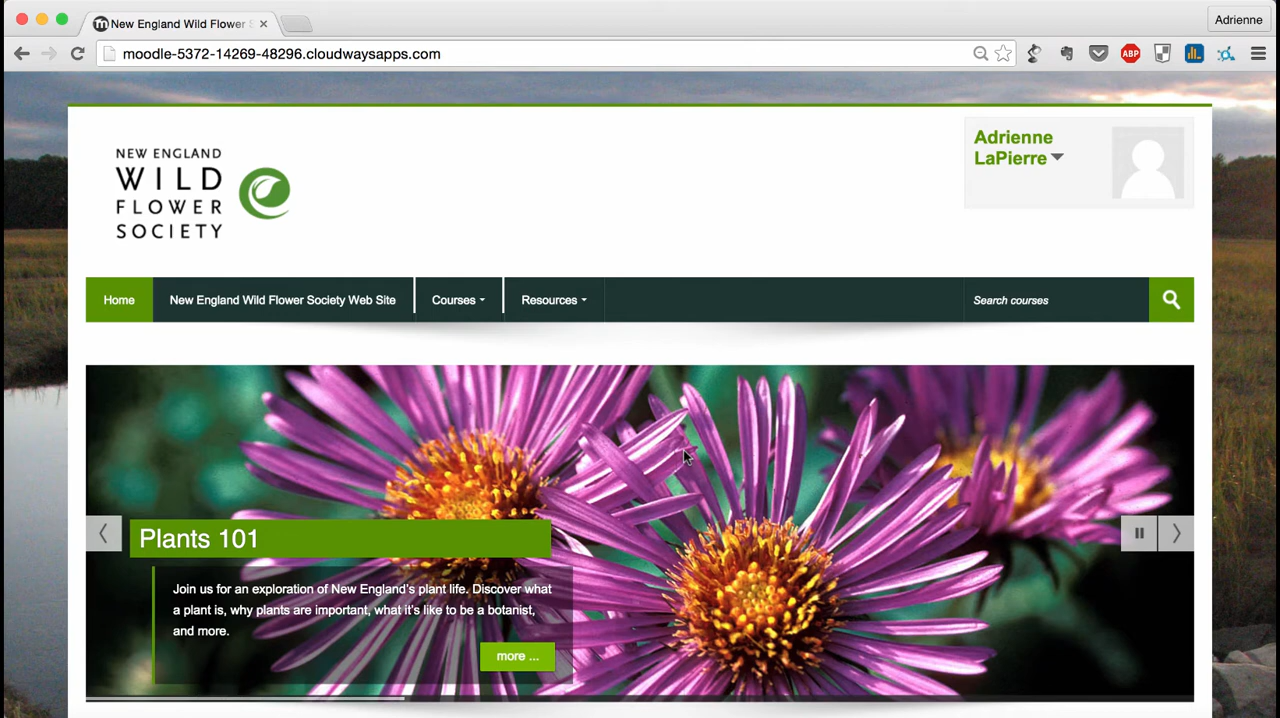 New England Wild Flower S
Adrienne
moodle-5372-14269-48296.cloudwaysapps.com
ABP
NEW ENGLAND
WILD
FLOWER
SOCIETY
Adrienne
LaPierre
Home
New England Wild Flower Society Web Site
Courses
Resources
Search courses
Plants 101
Join us for an exploration of New England's plant life. Discover what
a plant is, why plants are important, what it's like to be a botanist,
and more.
more ...